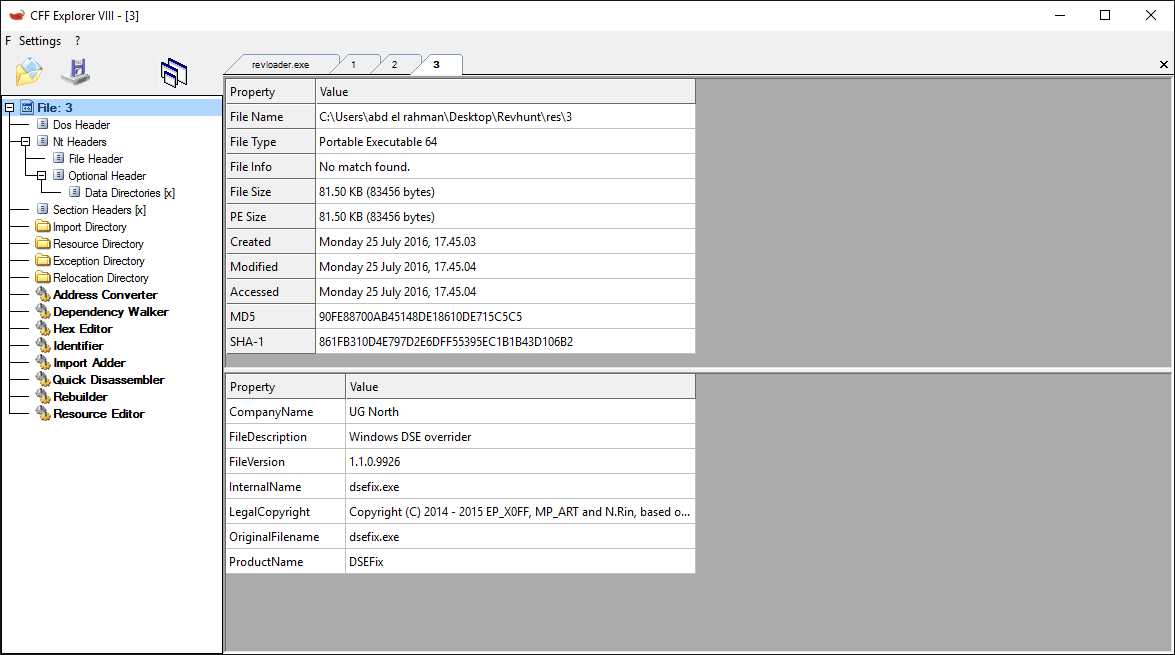 CFF Explorer VIII - [3]
F Settings ?
revloader.exe 1 2 3
File: 3
Dos Header
Nt Headers
File Header
Optional Header
Data Directories [x]
Section Headers [x]
Import Directory
Resource Directory
Exception Directory
Relocation Directory
Address Converter
Dependency Walker
Hex Editor
Identifier
Import Adder
Quick Disassembler
Rebuilder
Resource Editor
Property Value
File Name C:\Users\abd el rahman\Desktop\Revhunt\res\3
File Type Portable Executable 64
File Info No match found.
File Size 81.50 KB (83456 bytes)
PE Size 81.50 KB (83456 bytes)
Created Monday 25 July 2016, 17.45.03
Modified Monday 25 July 2016, 17.45.04
Accessed Monday 25 July 2016, 17.45.04
MD5 90FE88700AB45148DE18610DE715C5C5
SHA-1 861FB310D4E797D2E6DFF55395EC1B1B43D106B2
Property Value
CompanyName UG North
FileDescription Windows DSE overrider
FileVersion 1.1.0.9926
InternalName dsefix.exe
LegalCopyright Copyright (C) 2014 - 2015 EP_X0FF, MP_ART and N.Rin, based o...
OriginalFilename dsefix.exe
ProductName DSEFix